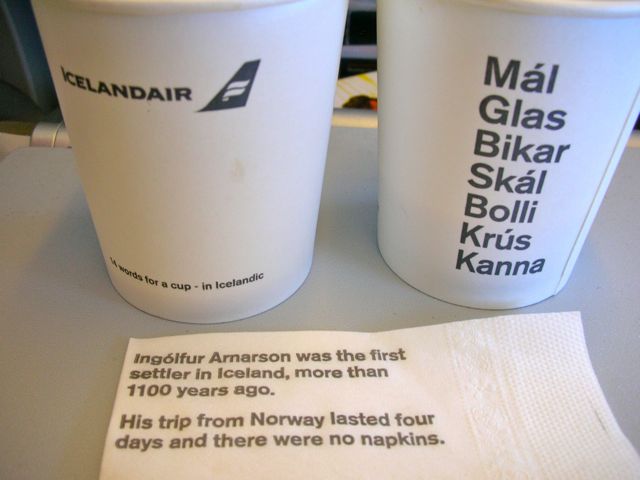 ICELANDAIR
14 words for a cup - in Icelandic
Mál
Glas
Bikar
Skál
Bolli
Krús
Kanna
Ingólfur Arnarson was the first
settler in Iceland, more than
1100 years ago.
His trip from Norway lasted four
days and there were no napkins.